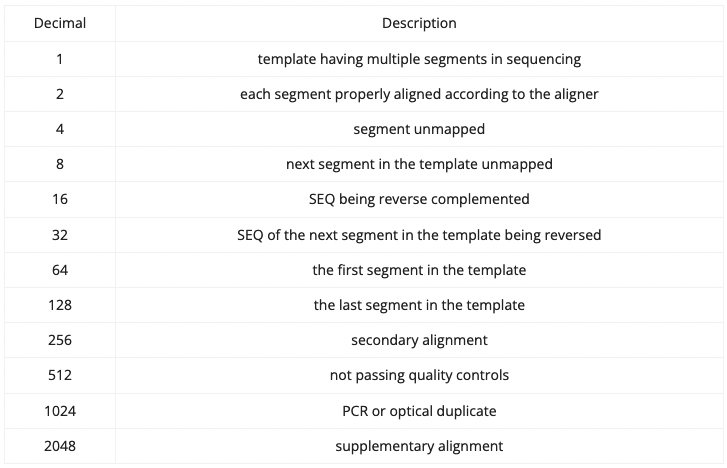 Decimal Description
1 template having multiple segments in sequencing
2 each segment properly aligned according to the aligner
4 segment unmapped
8 next segment in the template unmapped
16 SEQ being reverse complemented
32 SEQ of the next segment in the template being reversed
64 the first segment in the template
128 the last segment in the template
256 secondary alignment
512 not passing quality controls
1024 PCR or optical duplicate
2048 supplementary alignment